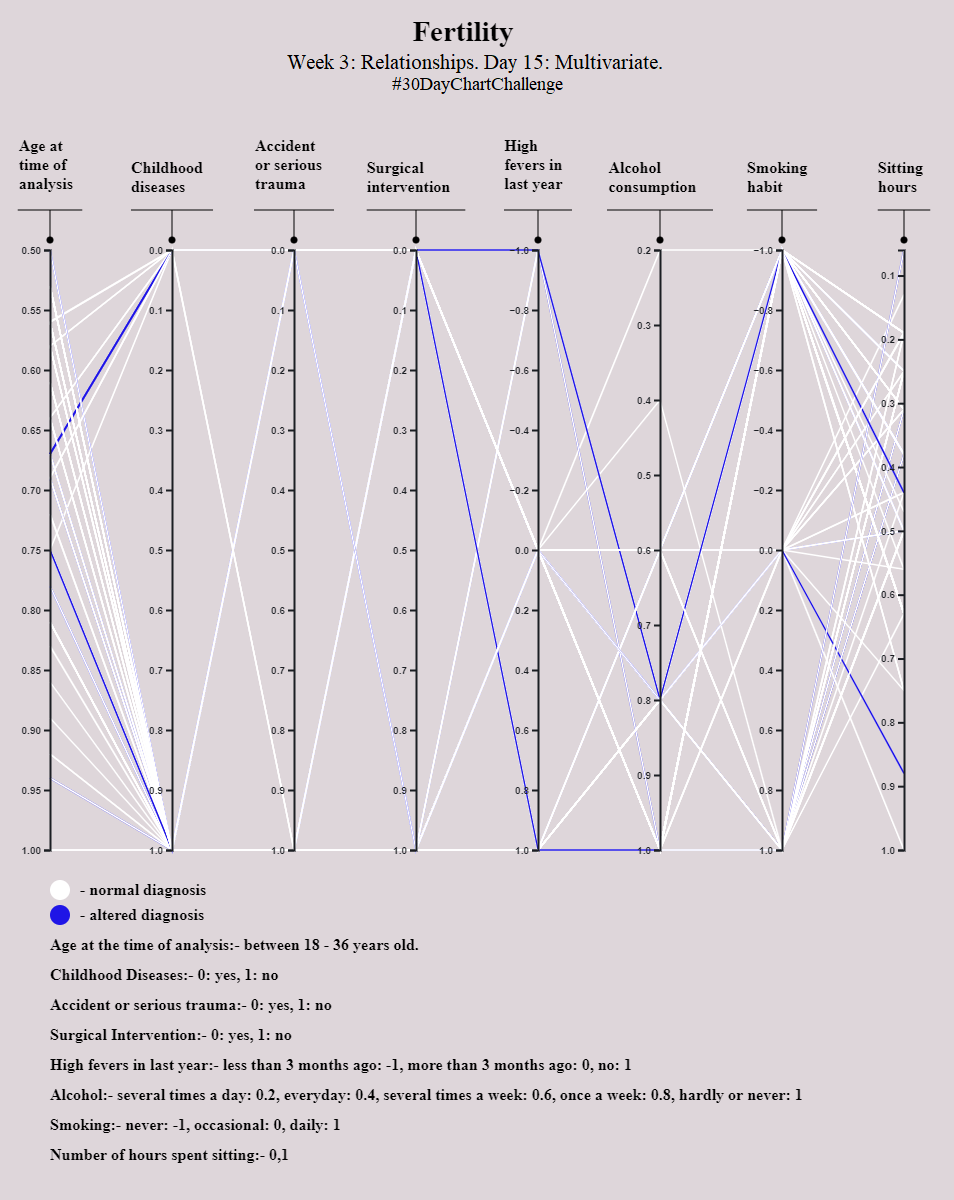 Fertility
Week 3: Relationships. Day 15: Multivariate.
#30DayChartChallenge
Age at
time of
analysis
Childhood
diseases
Accident
or serious
trauma
Surgical
intervention
High
fevers in
last year
Alcohol
consumption
Smoking
habit
Sitting
hours
0.50
0.55
0.60
0.65
0.70
0.75
0.80
0.85
0.90
0.95
1.00
0.0
0.1
0.2
0.3
0.4
0.5
0.6
0.7
0.8
0.9
1.0
0.0
0.1
0.2
0.3
0.4
0.5
0.6
0.7
0.8
0.9
1.0
0.0
0.1
0.2
0.3
0.4
0.5
0.6
0.7
0.8
0.9
1.0
−1.0
−0.8
−0.6
−0.4
−0.2
0.0
0.2
0.4
0.6
0.8
1.0
0.2
0.3
0.4
0.5
0.6
0.7
0.8
0.9
1.0
−1.0
−0.8
−0.6
−0.4
−0.2
0.0
0.2
0.4
0.6
0.8
1.0
0.1
0.2
0.3
0.4
0.5
0.6
0.7
0.8
0.9
1.0
- normal diagnosis
- altered diagnosis
Age at the time of analysis:- between 18 - 36 years old.
Childhood Diseases:- 0: yes, 1: no
Accident or serious trauma:- 0: yes, 1: no
Surgical Intervention:- 0: yes, 1: no
High fevers in last year:- less than 3 months ago: -1, more than 3 months ago: 0, no: 1
Alcohol:- several times a day: 0.2, everyday: 0.4, several times a week: 0.6, once a week: 0.8, hardly or never: 1
Smoking:- never: -1, occasional: 0, daily: 1
Number of hours spent sitting:- 0,1